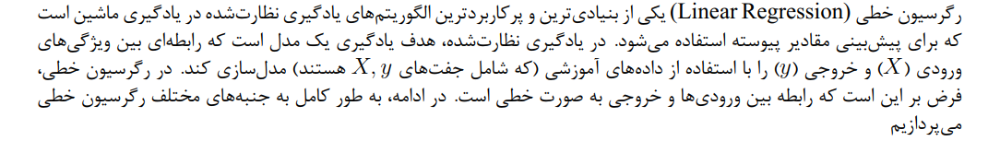 رگرسیون خطی (Linear Regression) یکی از بنیادی‌ترین و پرکاربردترین الگوریتم‌های یادگیری نظارت‌شده در یادگیری ماشین است
که برای پیش‌بینی مقادیر پیوسته استفاده می‌شود. در یادگیری نظارت‌شده، هدف یادگیری یک مدل است که رابطه‌ای بین ویژگی‌های
ورودی (X) و خروجی (y) را با استفاده از داده‌های آموزشی (که شامل جفت‌های X, y هستند) مدل‌سازی کند. در رگرسیون خطی،
فرض بر این است که رابطه بین ورودی‌ها و خروجی به صورت خطی است. در ادامه، به طور کامل به جنبه‌های مختلف رگرسیون خطی
می‌پردازیم